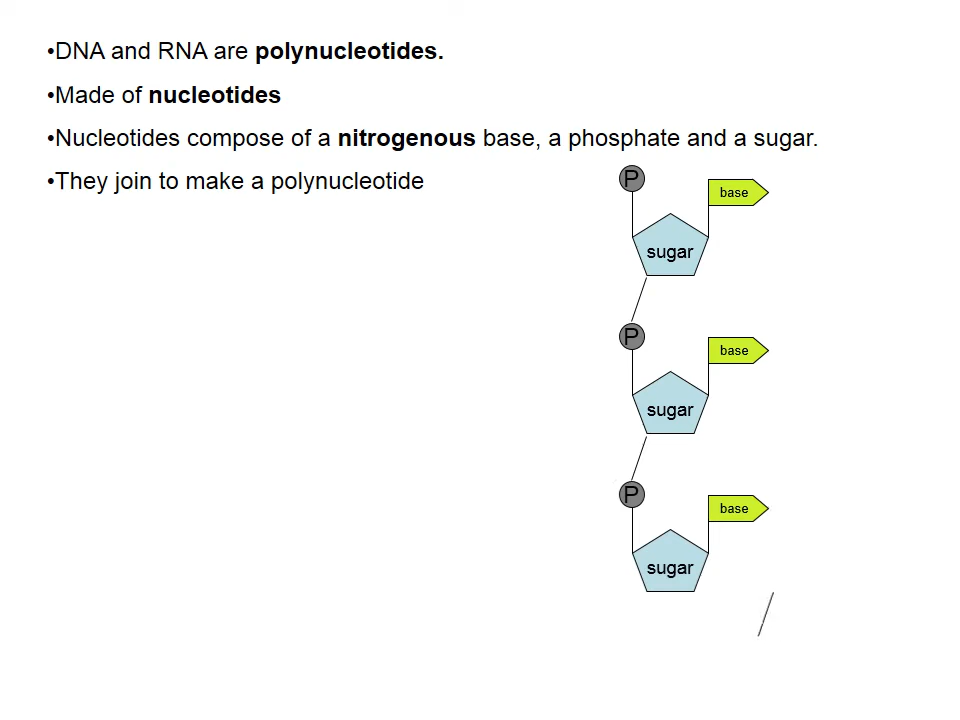 •DNA and RNA are polynucleotides.
•Made of nucleotides
•Nucleotides compose of a nitrogenous base, a phosphate and a sugar.
•They join to make a polynucleotide
P
base
sugar
P
base
sugar
P
base
sugar